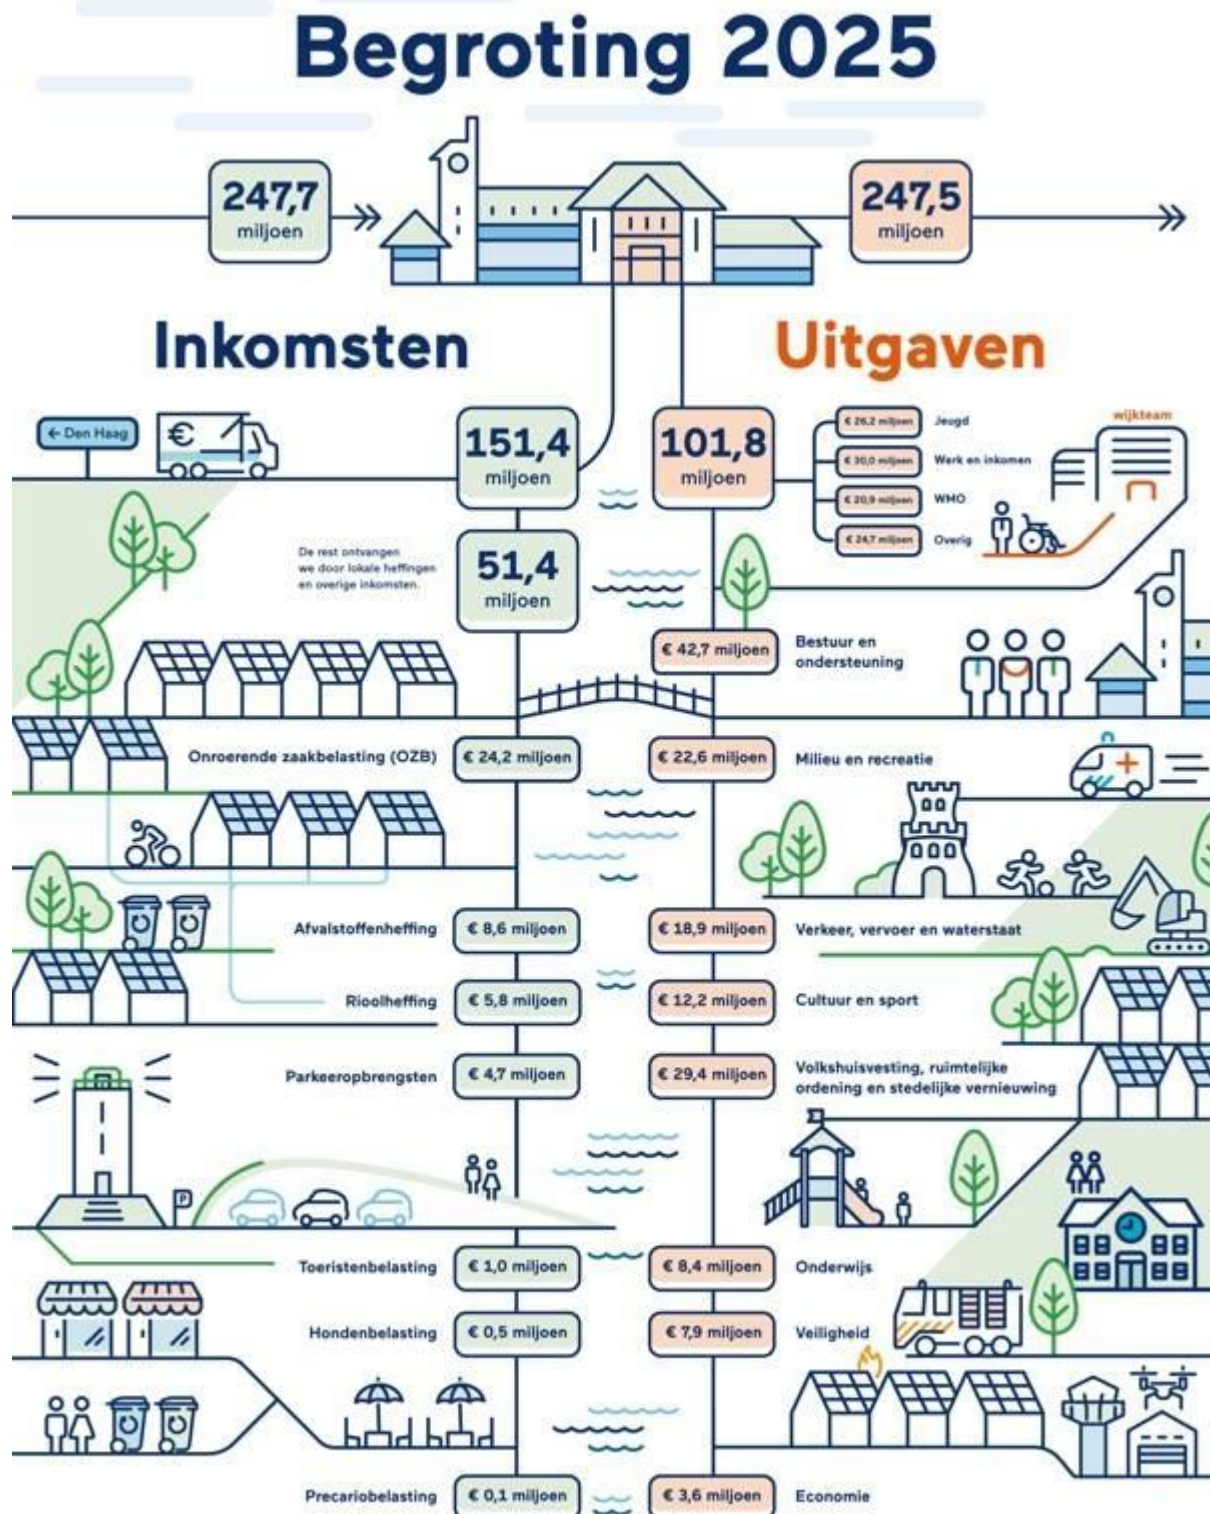 Begroting 2025
247,7
miljoen
247,5
miljoen
Inkomsten
Uitgaven
← Den Haag
€
151,4
miljoen
De rest ontvangen
we door lokale heffingen
en overige inkomsten.
51,4
miljoen
Onroerende zaakbelasting (OZB)
€ 24,2 miljoen
Afvalstoffenheffing
€ 8,6 miljoen
Rioolheffing
€ 5,8 miljoen
Parkeeropbrengsten
€ 4,7 miljoen
P
Toeristenbelasting
€ 1,0 miljoen
Hondenbelasting
€ 0,5 miljoen
Precariobelasting
€ 0,1 miljoen
101,8
miljoen
€ 26,2 miljoen
Jeugd
€ 30,0 miljoen
Werk en inkomen
€ 20,9 miljoen
WMO
€ 24,7 miljoen
Overig
wijkteam
€ 42,7 miljoen
Bestuur en
ondersteuning
€ 22,6 miljoen
Milieu en recreatie
€ 18,9 miljoen
Verkeer, vervoer en waterstaat
€ 12,2 miljoen
Cultuur en sport
€ 29,4 miljoen
Volkshuisvesting, ruimtelijke
ordening en stedelijke vernieuwing
€ 8,4 miljoen
Onderwijs
€ 7,9 miljoen
Veiligheid
€ 3,6 miljoen
Economie